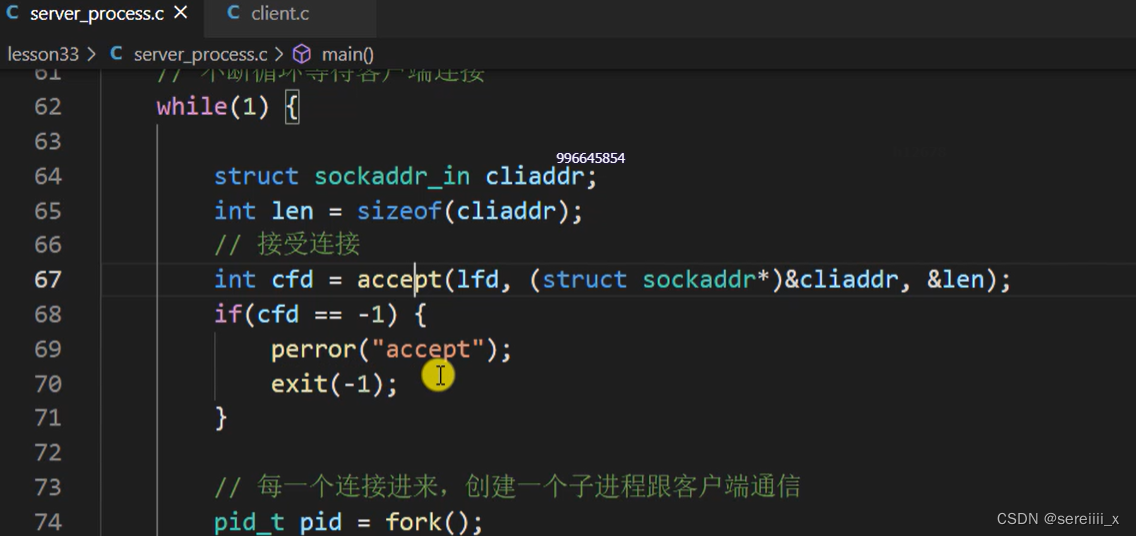 server_process.c
client.c
lesson33 > server_process.c > main()
61 // 不断循环等待客户端连接
62 while(1) {
63
996645854
64 struct sockaddr_in cliaddr;
65 int len = sizeof(cliaddr);
66 // 接受连接
67 int cfd = accept(lfd, (struct sockaddr*)&cliaddr, &len);
68 if(cfd == -1) {
69 perror("accept");
70 exit(-1);
71 }
72
73 // 每一个连接进来，创建一个子进程跟客户端通信
74 pid_t pid = fork();
CSDN @sereiiii_x